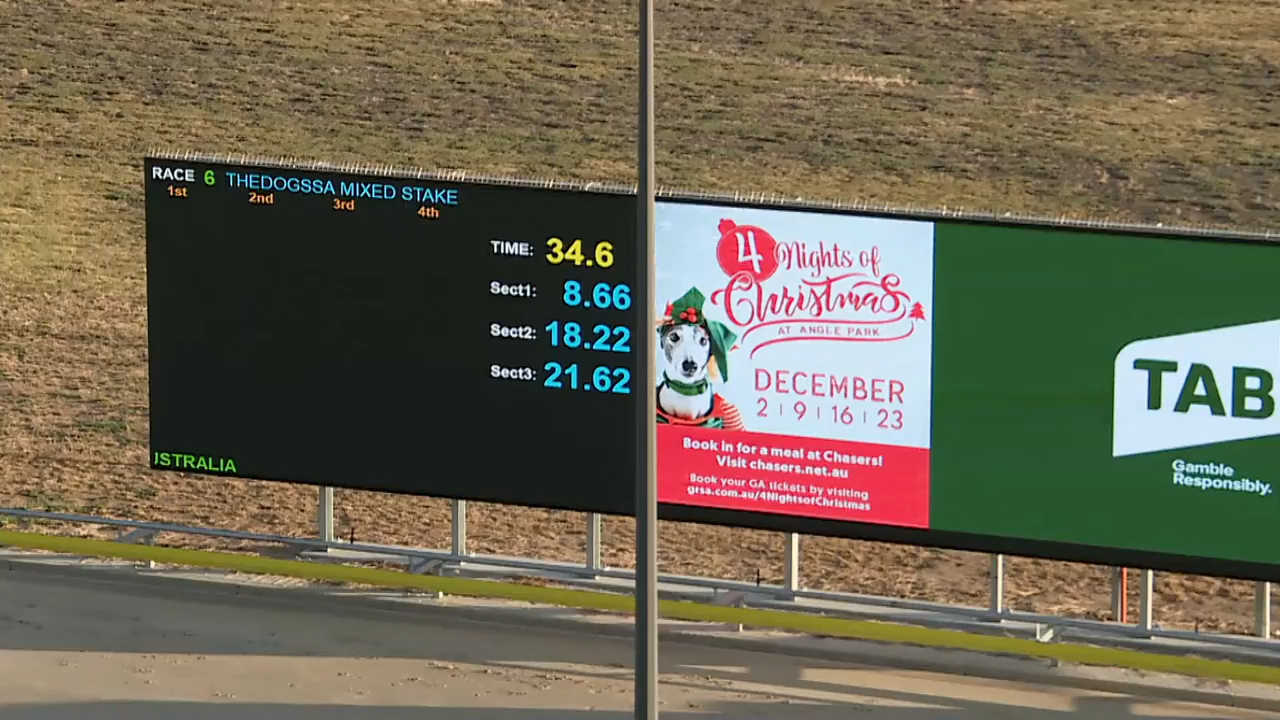 RACE 6 THEDOGSSA MIXED STAKE
1st 2nd 3rd 4th
TIME: 34.6
Sect1: 8.66
Sect2: 18.22
Sect3: 21.62
STRALIA
4 Nights of
Christmas
AT ANGLE PARK
DECEMBER
2 | 9 | 16 | 23
Book in for a meal at Chasers!
Visit chasers.net.au
Book your GA tickets by visiting
grsa.com.au/4NightsofChristmas
TAB
Gamble
Responsibly.